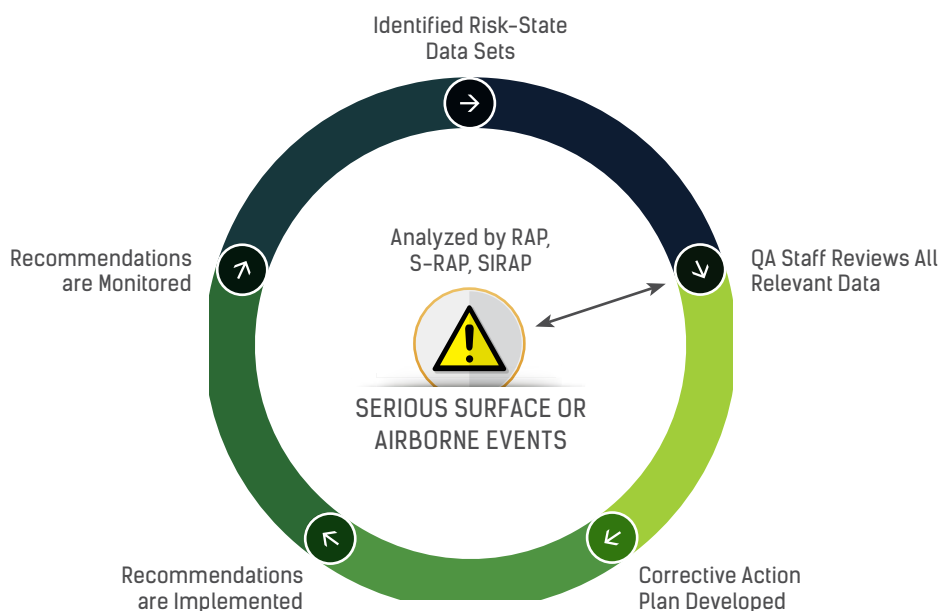 Identified Risk-State
Data Sets
Analyzed by RAP,
S-RAP, SIRAP
Recommendations
are Monitored
QA Staff Reviews All
Relevant Data
SERIOUS SURFACE OR
AIRBORNE EVENTS
Recommendations
are Implemented
Corrective Action
Plan Developed